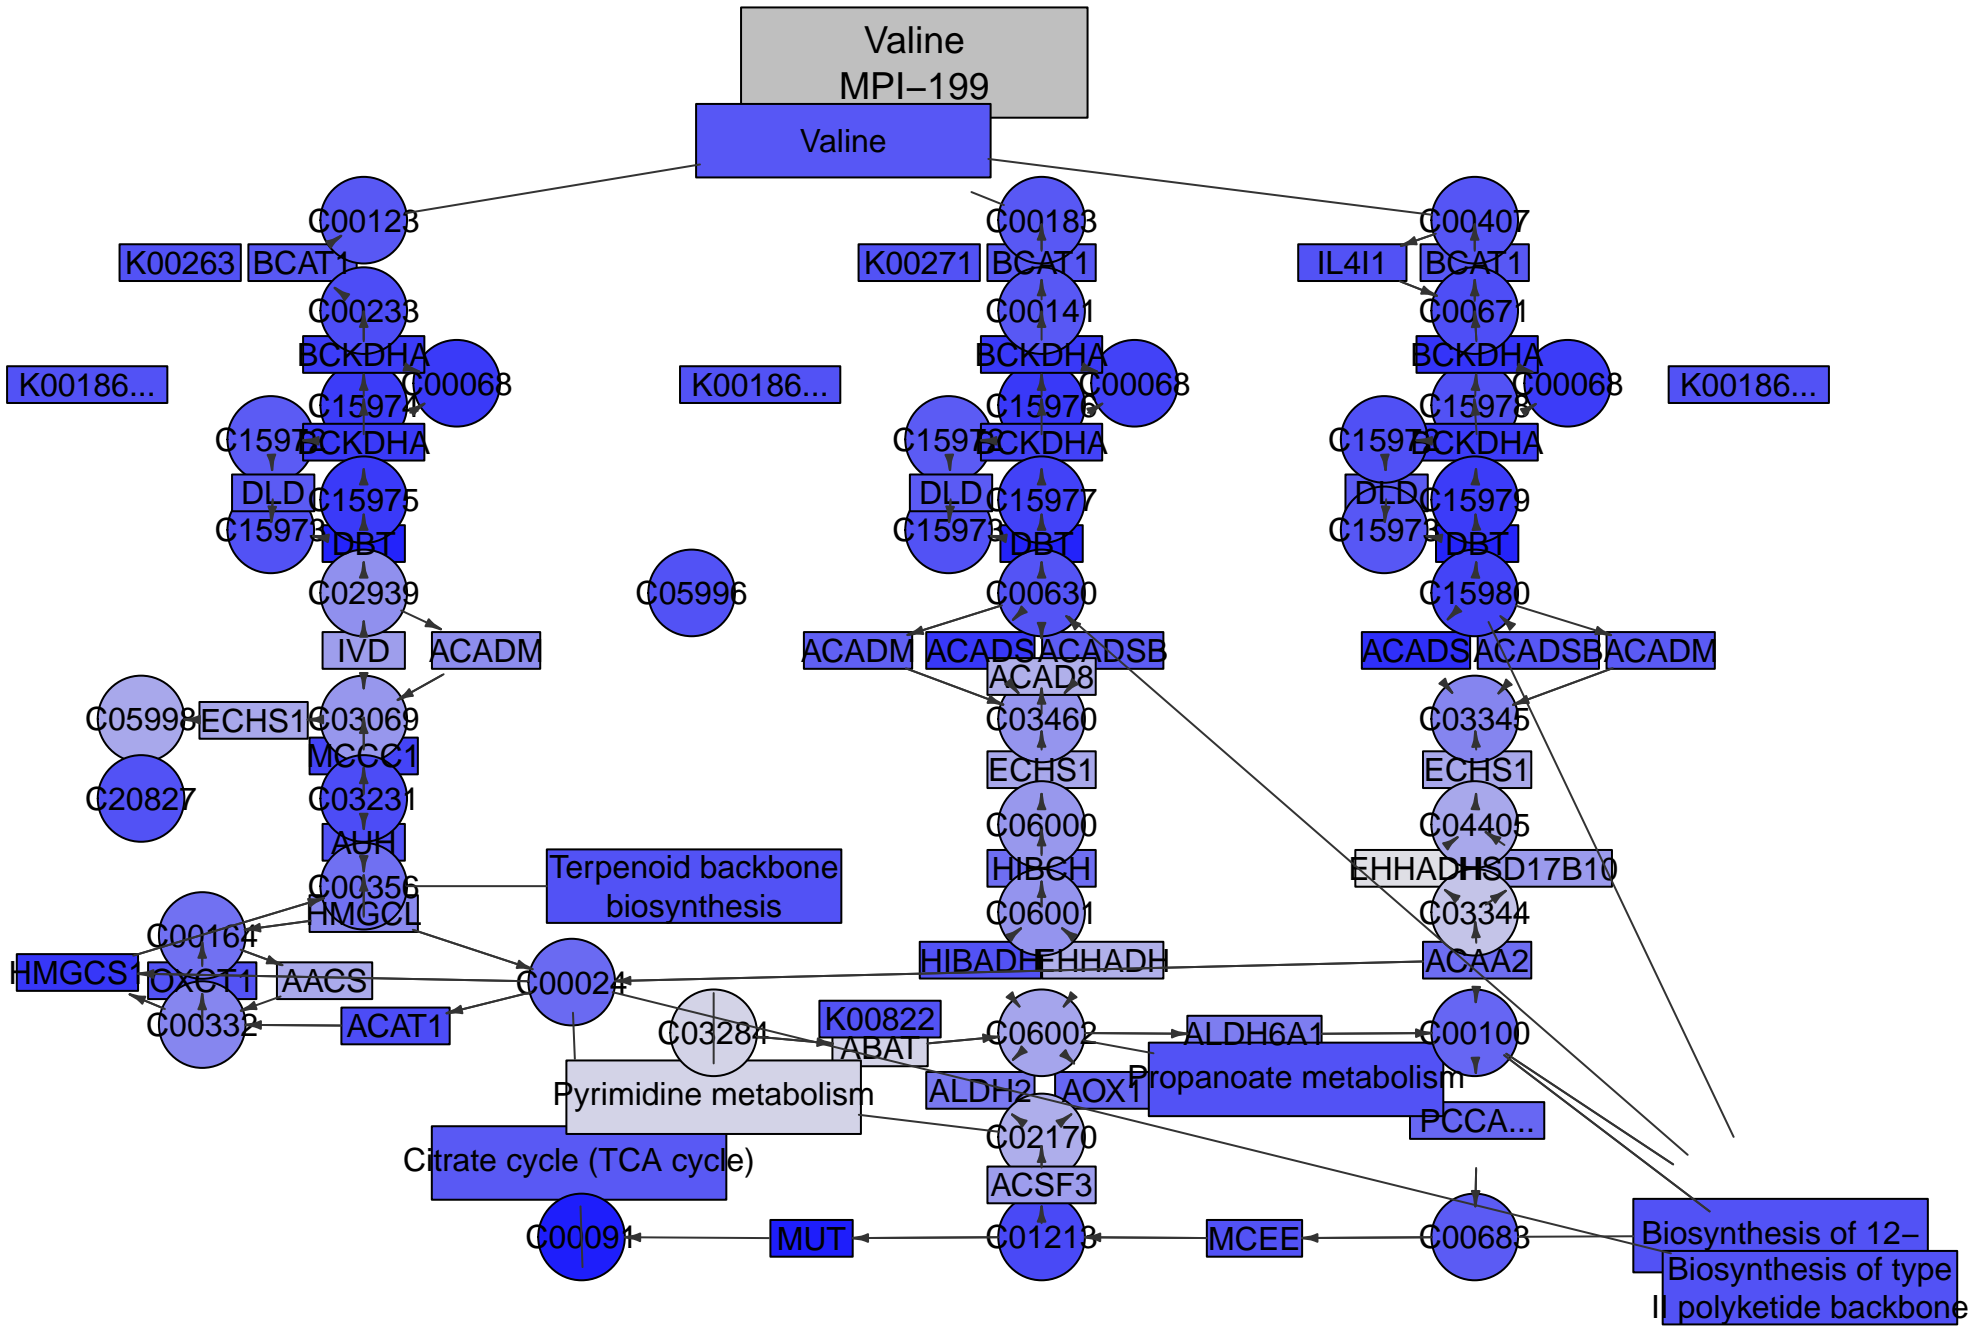 Valine
MPI−199
Valine
C00123
C00183
C00407
K00263
BCAT1
K00271
BCAT1
IL4I1
BCAT1
C00233
C00141
C00671
BCKDHA
BCKDHA
BCKDHA
K00186...
C00068
K00186...
C00068
C00068
K00186...
C15974
C15976
C15978
C15972
BCKDHA
C15972
BCKDHA
C15972
BCKDHA
DLD
C15975
DLD
C15977
DLD
C15979
C15973
DBT
C15973
DBT
C15973
DBT
C02939
C05996
C00630
C15980
IVD
ACADM
ACADM
ACADS
ACADSB
ACADS
ACADSB
ACADM
ACAD8
C05998
ECHS1
C03069
C03460
C03345
MCCC1
ECHS1
ECHS1
C20827
C03231
C06000
C04405
AUH
HIBCH
EHHADH
HSD17B10
Terpenoid backbone
biosynthesis
C00356
HMGCL
C06001
C03344
C00164
HMGCS1
OXCT1
AACS
C00024
HIBADH
EHHADH
ACAA2
C00332
ACAT1
C03284
K00822
ABAT
C06002
ALDH6A1
C00100
Pyrimidine metabolism
ALDH2
AOX1
Propanoate metabolism
PCCA...
C02170
Citrate cycle (TCA cycle)
ACSF3
C00091
MUT
C01213
MCEE
C00683
Biosynthesis of 12−
Biosynthesis of type
II polyketide backbone